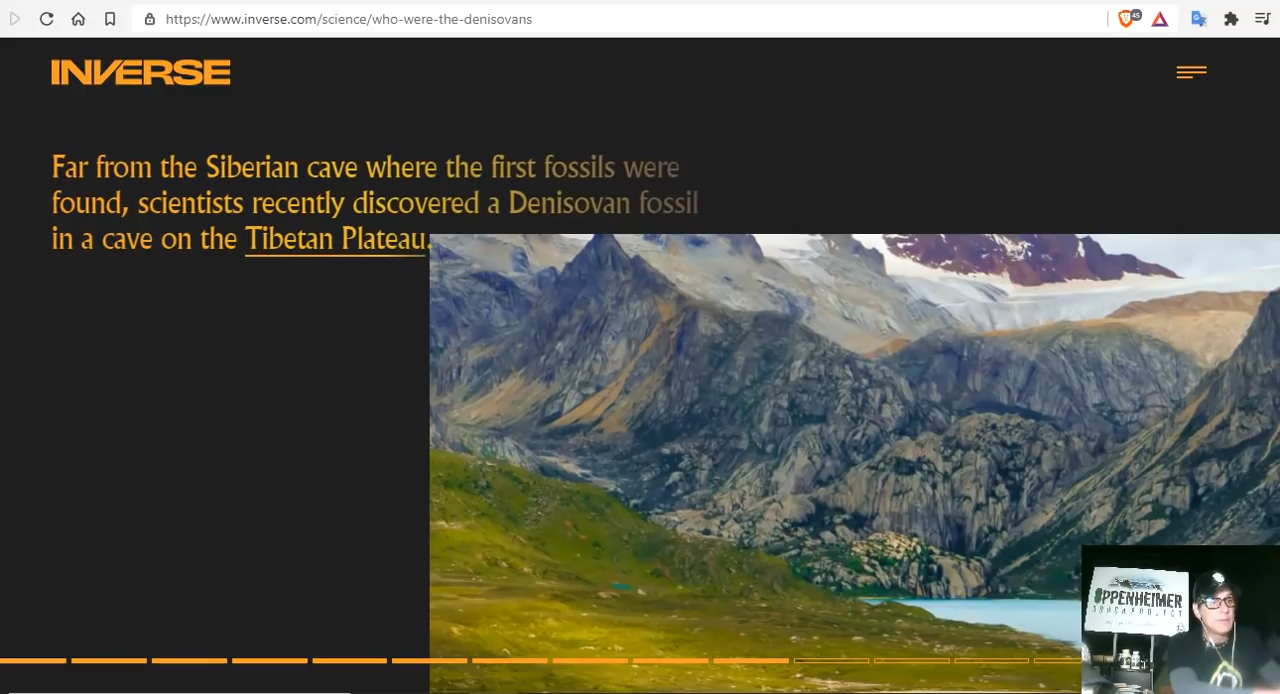 https://www.inverse.com/science/who-were-the-denisovans
45
INVERSE
Far from the Siberian cave where the first fossils were
found, scientists recently discovered a Denisovan fossil
in a cave on the Tibetan Plateau.
OPPENHEIMER